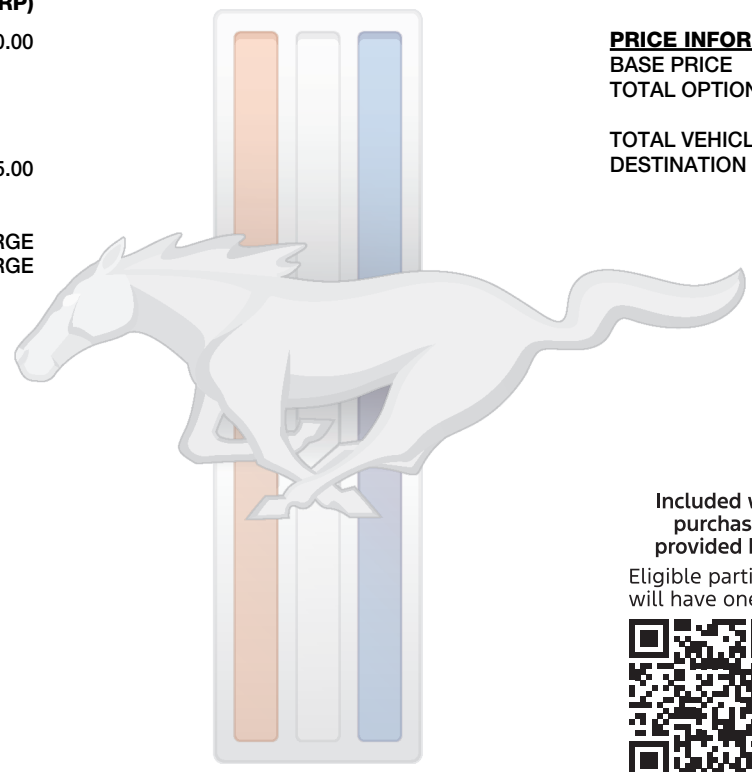 RP)
0.00
5.00
RGE
RGE
PRICE INFOR
BASE PRICE
TOTAL OPTION
TOTAL VEHICL
DESTINATION
Included w
purchas
provided b
Eligible parti
will have one